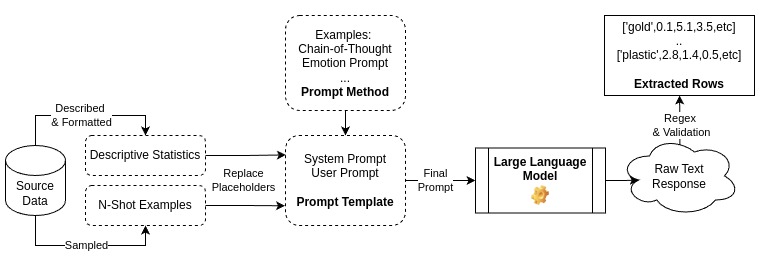 Examples:
Chain-of-Thought
Emotion Prompt
...
Prompt Method
['gold',0.1,5.1,3.5,etc]
..
['plastic',2.8,1.4,0.5,etc]
Extracted Rows
Described
& Formatted
Regex
& Validation
Source
Data
Descriptive Statistics
N-Shot Examples
Sampled
Replace
Placeholders
System Prompt
User Prompt
Prompt Template
Final
Prompt
Large Language
Model
Raw Text
Response